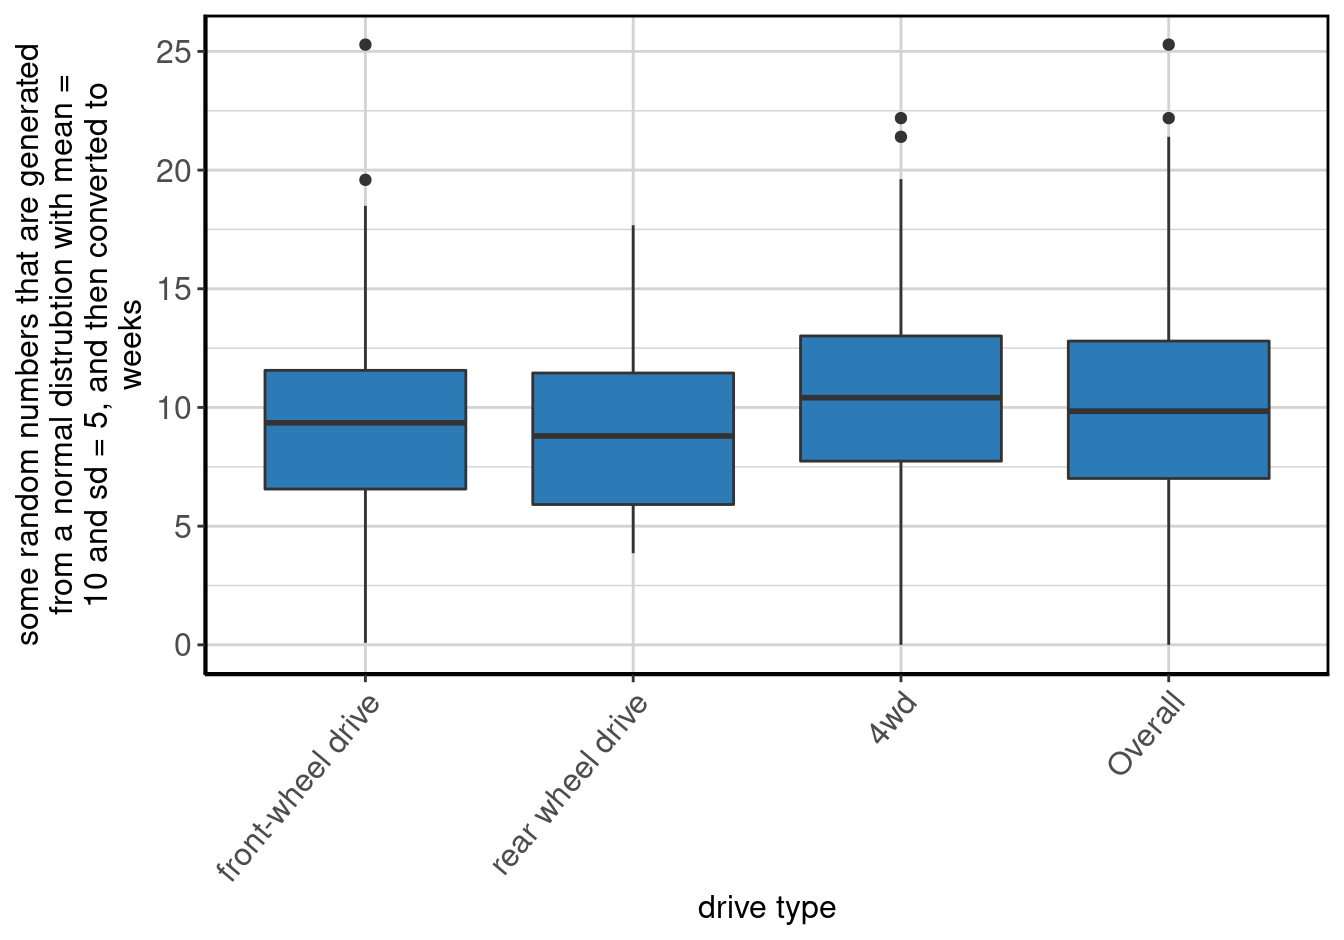 some random numbers that are generated
from a normal distrubtion with mean =
10 and sd = 5, and then converted to
weeks
25
20
15
10
5
0
front-wheel drive
rear wheel drive
4wd
Overall
drive type